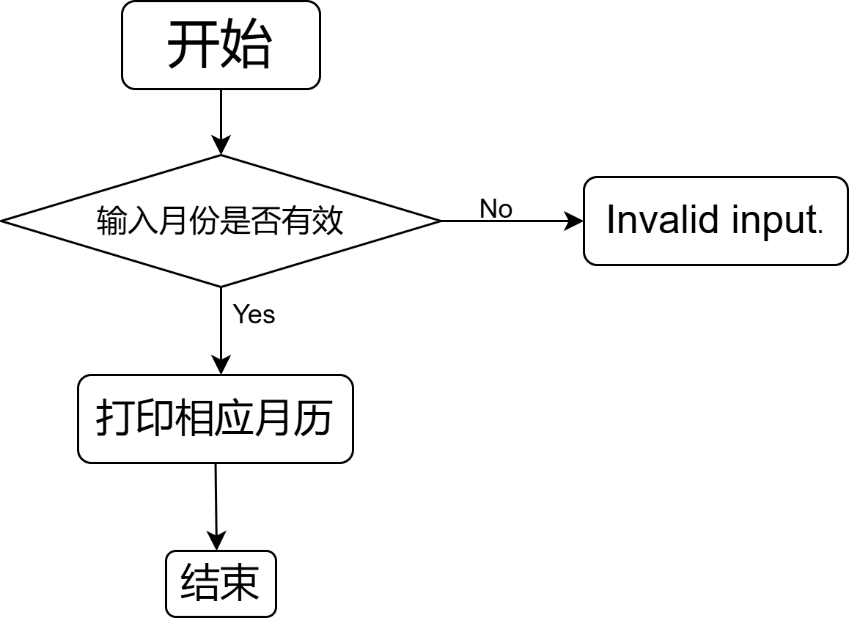 开始
输入月份是否有效
No
Invalid input.
Yes
打印相应月历
结束